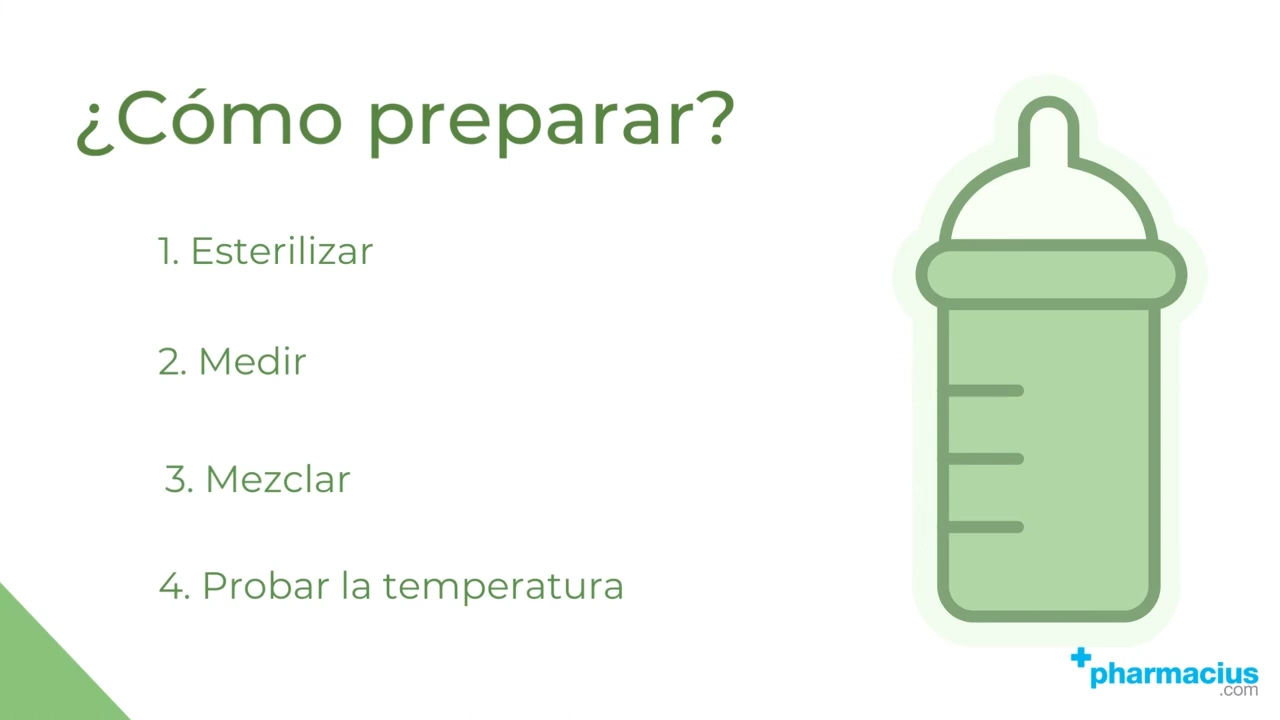 ¿Cómo preparar?
1. Esterilizar
2. Medir
3. Mezclar
4. Probar la temperatura
pharmacius
.com